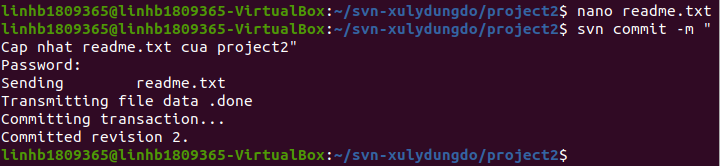 linhb1809365@linhb1809365-VirtualBox:~/svn-xulydungdo/project2$ nano readme.txt
linhb1809365@linhb1809365-VirtualBox:~/svn-xulydungdo/project2$ svn commit -m "
Cap nhat readme.txt cua project2"
Password:
Sending        readme.txt
Transmitting file data .done
Committing transaction...
Committed revision 2.
linhb1809365@linhb1809365-VirtualBox:~/svn-xulydungdo/project2$